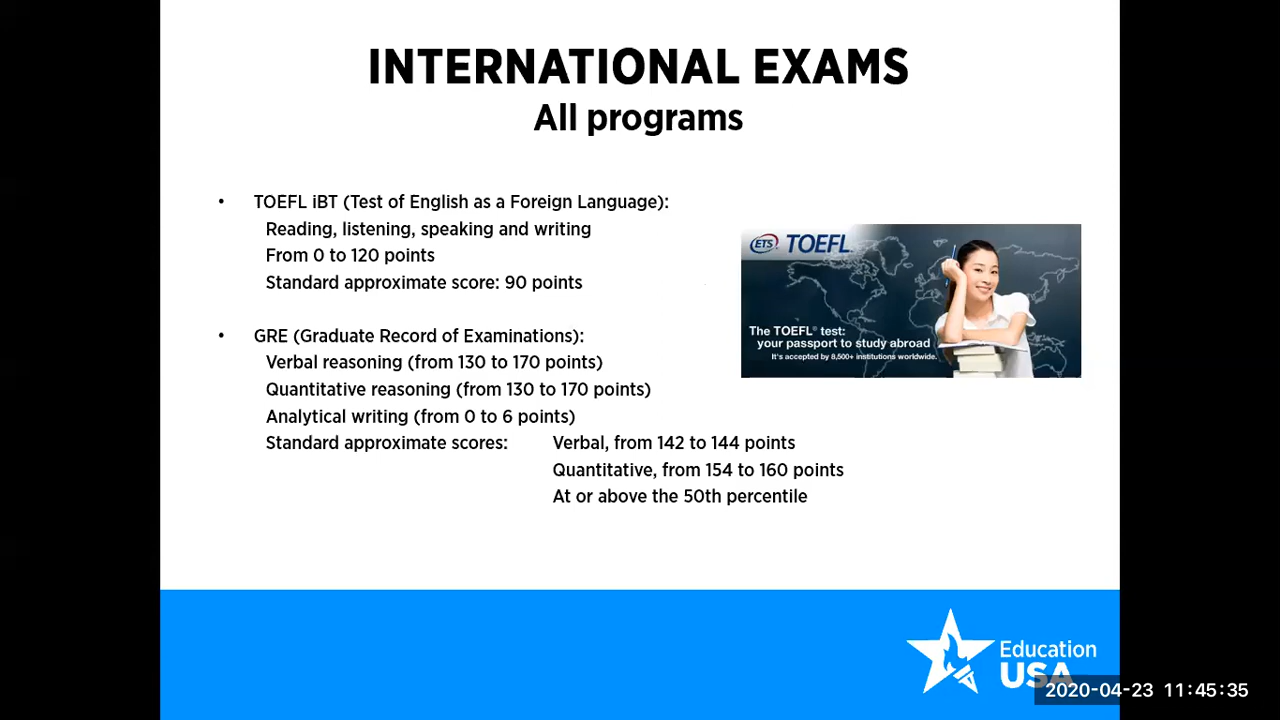 INTERNATIONAL EXAMS
All programs
• TOEFL iBT (Test of English as a Foreign Language):
Reading, listening, speaking and writing
From 0 to 120 points
Standard approximate score: 90 points
• GRE (Graduate Record of Examinations):
Verbal reasoning (from 130 to 170 points)
Quantitative reasoning (from 130 to 170 points)
Analytical writing (from 0 to 6 points)
Standard approximate scores: Verbal, from 142 to 144 points
Quantitative, from 154 to 160 points
At or above the 50th percentile
ETS TOEFL
The TOEFL® test:
your passport to study abroad
It's accepted by 8,500+ institutions worldwide.
Education
USA
2020-04-23 11:45:35